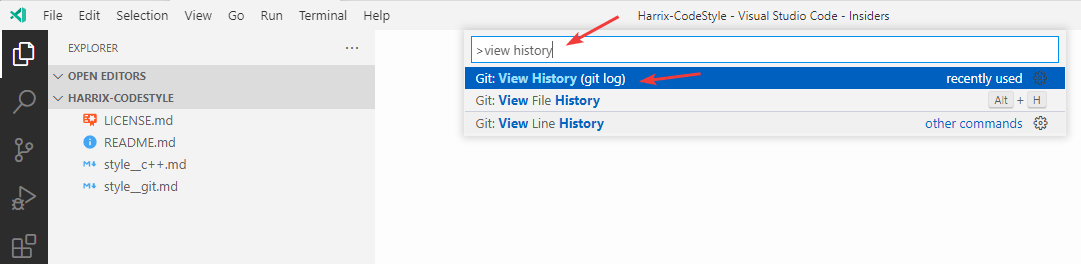 File Edit Selection View Go Run Terminal Help Harrix-CodeStyle - Visual Studio Code - Insiders
EXPLORER ...
>view history
OPEN EDITORS
Git: View History (git log) recently used
HARRIX-CODESTYLE
Git: View File History Alt + H
LICENSE.md
Git: View Line History other commands
README.md
style__c++.md
style__git.md